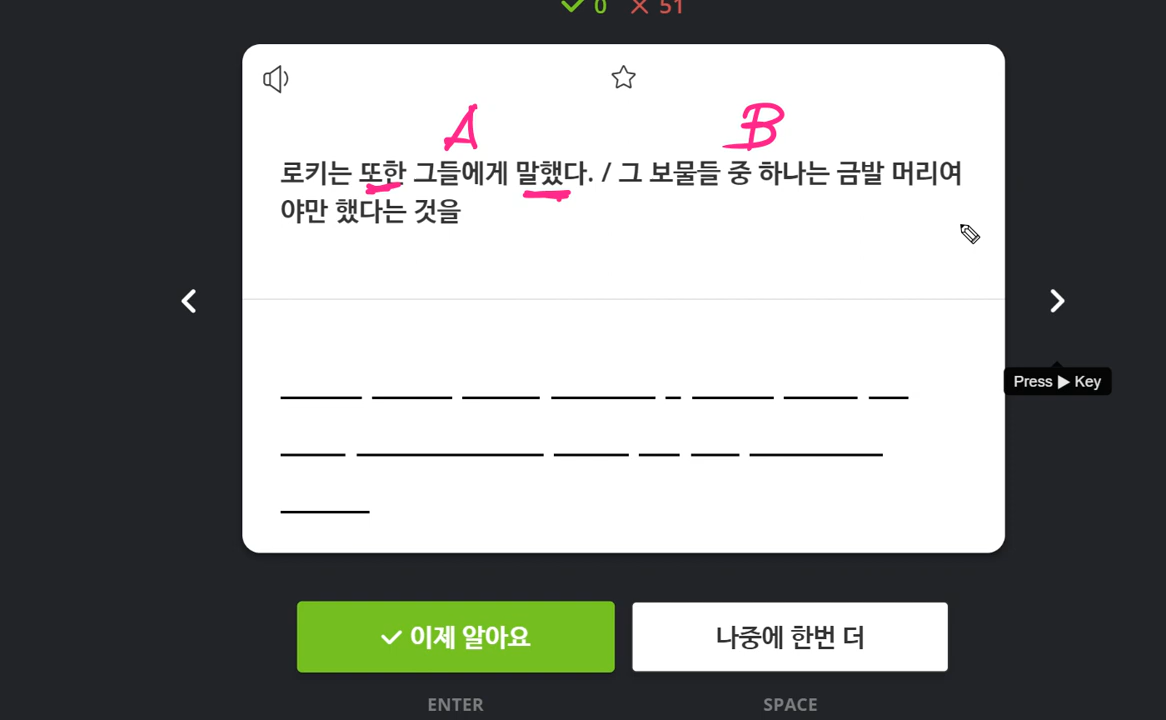 0 51
A B
로키는 또한 그들에게 말했다. / 그 보물들 중 하나는 금발 머리여
야만 했다는 것을
Press ▶ Key
이제 알아요 나중에 한번 더
ENTER SPACE